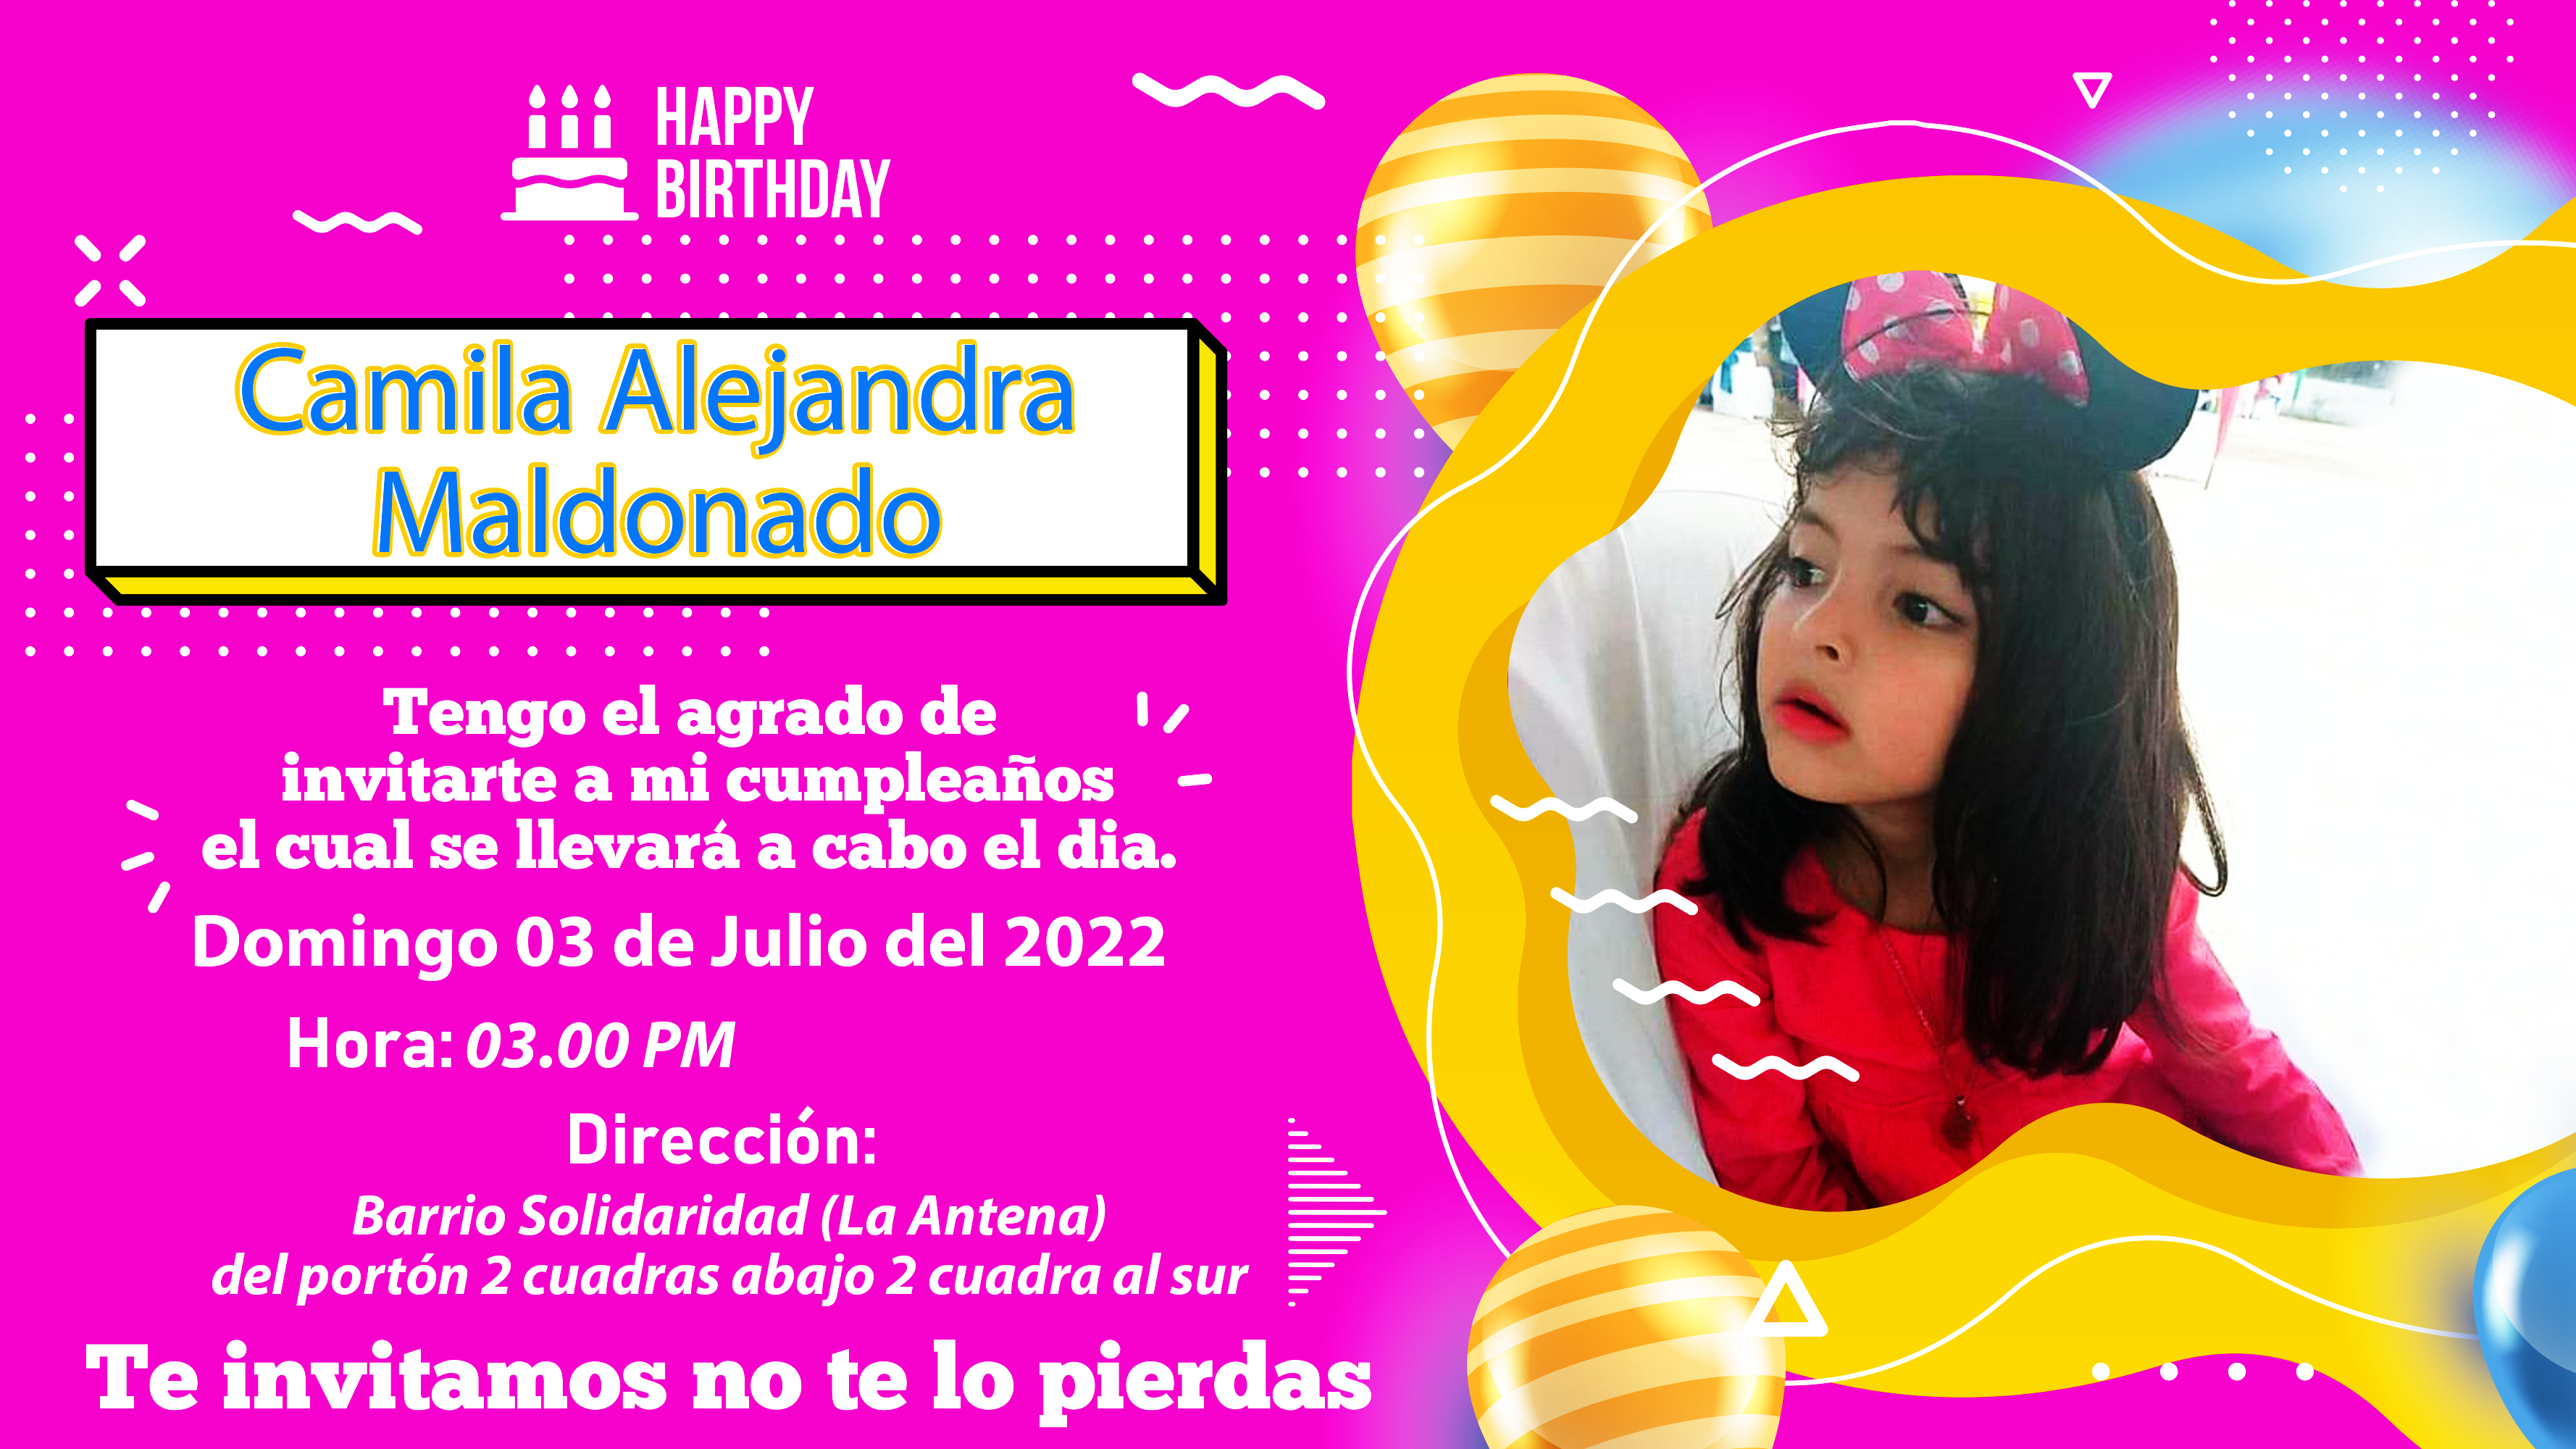 HAPPY
BIRTHDAY
Camila Alejandra
Maldonado
Tengo el agrado de
invitarte a mi cumpleaños
el cual se llevará a cabo el dia.
Domingo 03 de Julio del 2022
Hora: 03.00 PM
Dirección:
Barrio Solidaridad (La Antena)
del portón 2 cuadras abajo 2 cuadra al sur
Te invitamos no te lo pierdas